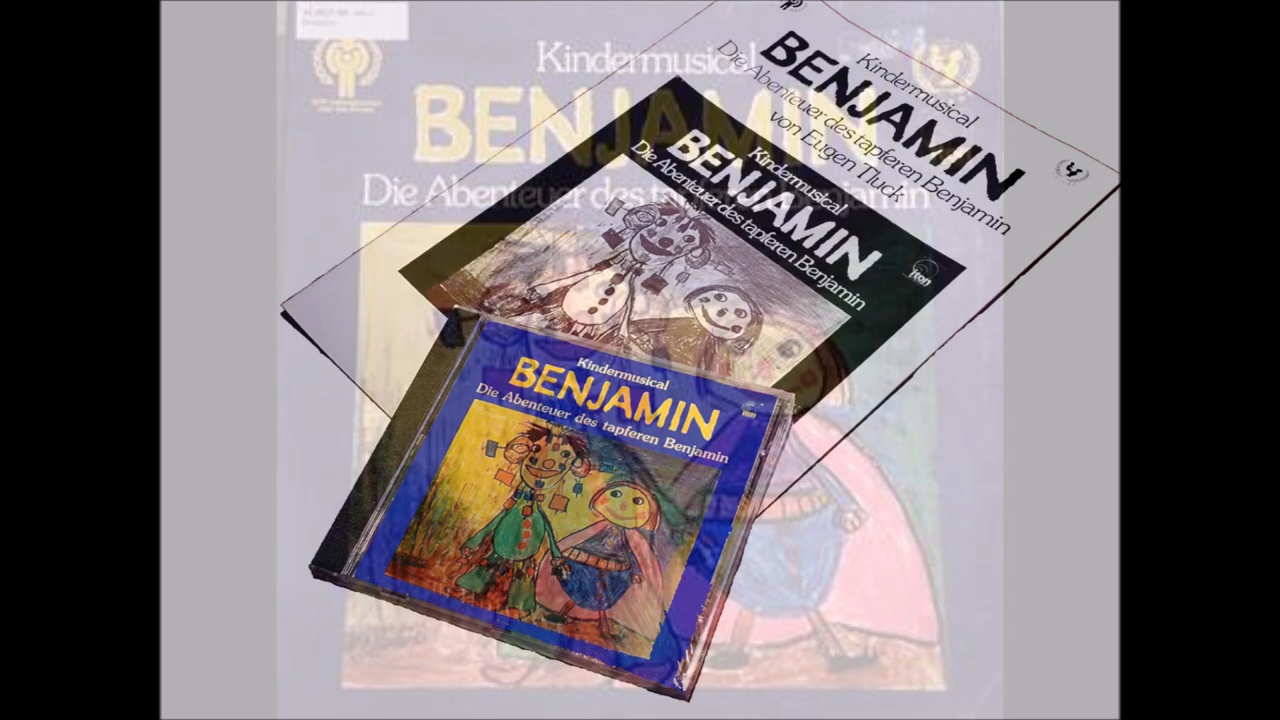 Kindermusical
BENJAMIN
Die Abenteuer des tapferen Benjamin
Kindermusical
BENJAMIN
Die Abenteuer des tapferen Benjamin
von Eugen Tluck
Kindermusical
BENJAMIN
Die Abenteuer des tapferen Benjamin
Kindermusical
BENJAMIN
Die Abenteuer des tapferen Benjamin